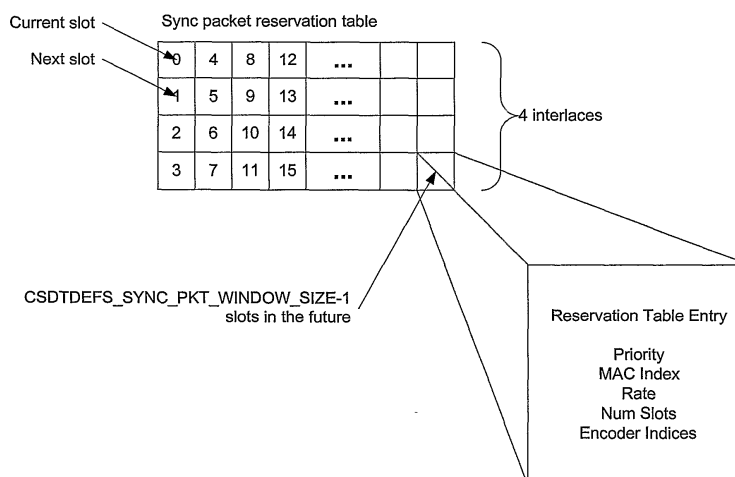 Current slot
Sync packet reservation table
Next slot
0 4 8 12 ...
1 5 9 13 ...
2 6 10 14 ...
3 7 11 15 ...
4 interlaces
CSDTDEFS_SYNC_PKT_WINDOW_SIZE-1
slots in the future
Reservation Table Entry
Priority
MAC Index
Rate
Num Slots
Encoder Indices